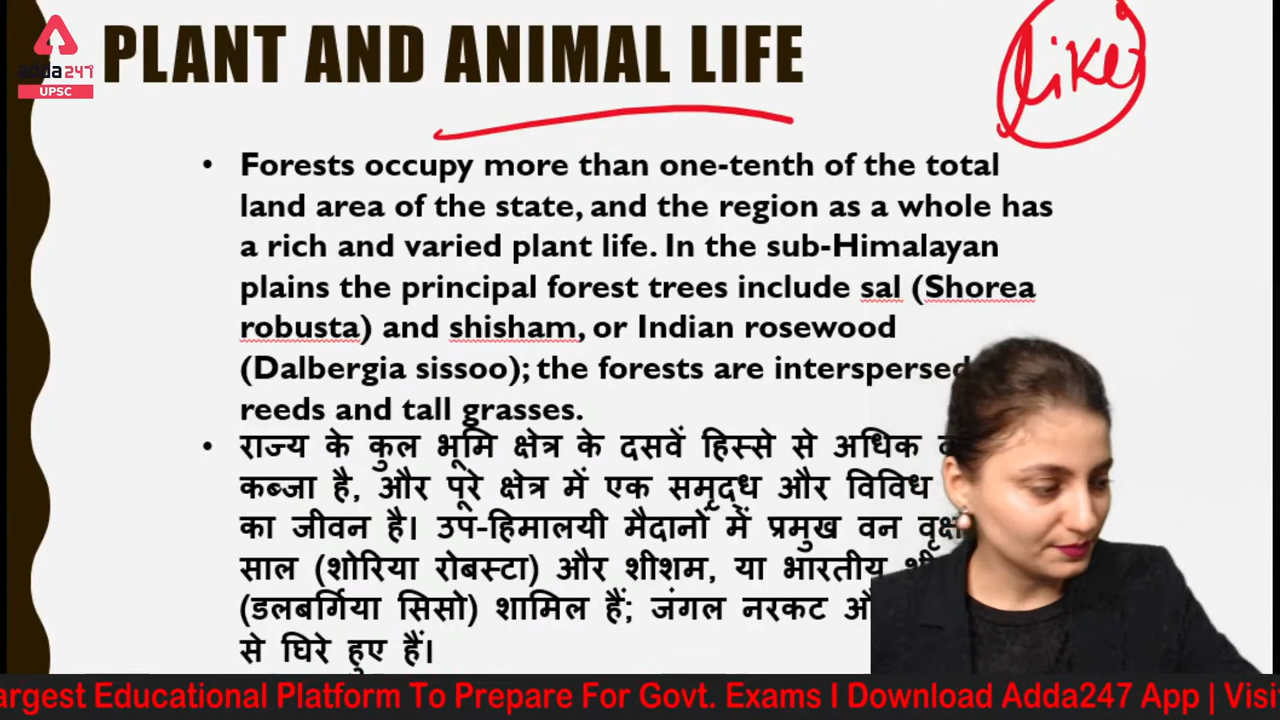 PLANT AND ANIMAL LIFE
like
adda247
UPSC
• Forests occupy more than one-tenth of the total
land area of the state, and the region as a whole has
a rich and varied plant life. In the sub-Himalayan
plains the principal forest trees include sal (Shorea
robusta) and shisham, or Indian rosewood
(Dalbergia sissoo); the forests are interspersed
reeds and tall grasses.
• राज्य के कुल भूमि क्षेत्र के दसवें हिस्से से अधिक
कब्जा है, और पूरे क्षेत्र में एक समृद्ध और विविध
का जीवन है। उप-हिमालयी मैदानों में प्रमुख वन
साल (शोरिया रोबस्टा) और शीशम, या भारतीय
(डलबर्गिया सिसो) शामिल हैं; जंगल नरकट
से घिरे हुए हैं।
argest Educational Platform To Prepare For Govt. Exams I Download Adda247 App | Visi